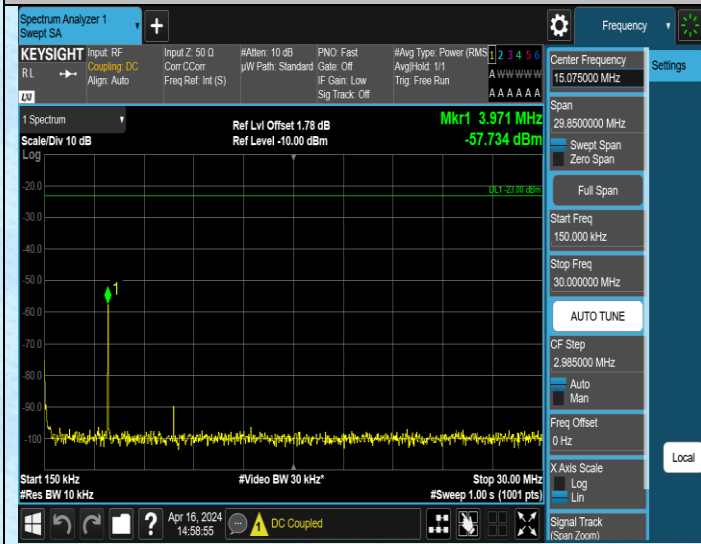 Spectrum Analyzer 1
Swept SA
+
Frequency
KEYSIGHT
RL
LXI
Input: RF
Coupling: DC
Align: Auto
Input Z: 50 Ω
Corr CCorr
Freq Ref: Int (S)
#Atten: 10 dB
µW Path: Standard
PNO: Fast
Gate: Off
IF Gain: Low
Sig Track: Off
#Avg Type: Power (RMS
Avg|Hold: 1/1
Trig: Free Run
1 2 3 4 5 6
A W W W W W
A A A A A A
Center Frequency
15.075000 MHz
Settings
1 Spectrum
Scale/Div 10 dB
Log
Ref Lvl Offset 1.78 dB
Ref Level -10.00 dBm
Mkr1 3.971 MHz
-57.734 dBm
Span
29.8500000 MHz
Swept Span
Zero Span
Full Span
Start Freq
150.000 kHz
Stop Freq
30.000000 MHz
AUTO TUNE
CF Step
2.985000 MHz
Auto
Man
Freq Offset
0 Hz
X Axis Scale
Log
Lin
Signal Track
(Span Zoom)
Local
DL1 -23.00 dBm
-20.0
-30.0
-40.0
-50.0
-60.0
-70.0
-80.0
-90.0
-100
1
Start 150 kHz
#Res BW 10 kHz
#Video BW 30 kHz*
Stop 30.00 MHz
#Sweep 1.00 s (1001 pts)
?
Apr 16, 2024
14:58:55
DC Coupled